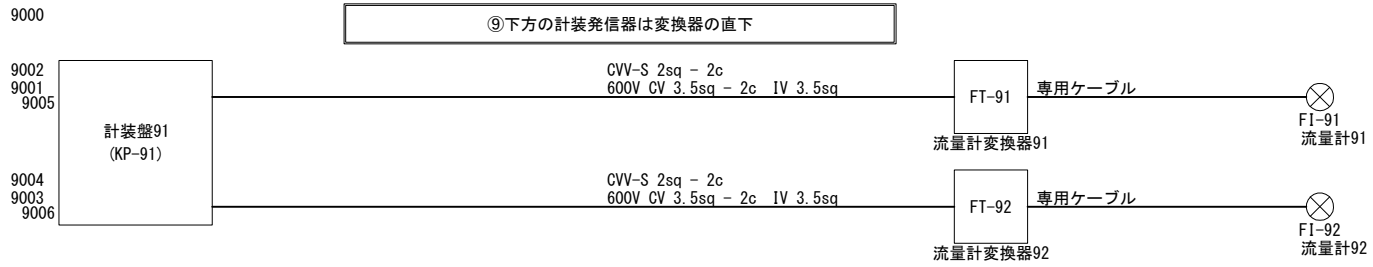 9000
⑨下方の計装発信器は変換器の直下
9002
9001
9005
計装盤91
(KP-91)
CVV-S 2sq - 2c
600V CV 3.5sq - 2c IV 3.5sq
FT-91
流量計変換器91
専用ケーブル
FI-91
流量計91
9004
9003
9006
CVV-S 2sq - 2c
600V CV 3.5sq - 2c IV 3.5sq
FT-92
流量計変換器92
専用ケーブル
FI-92
流量計92